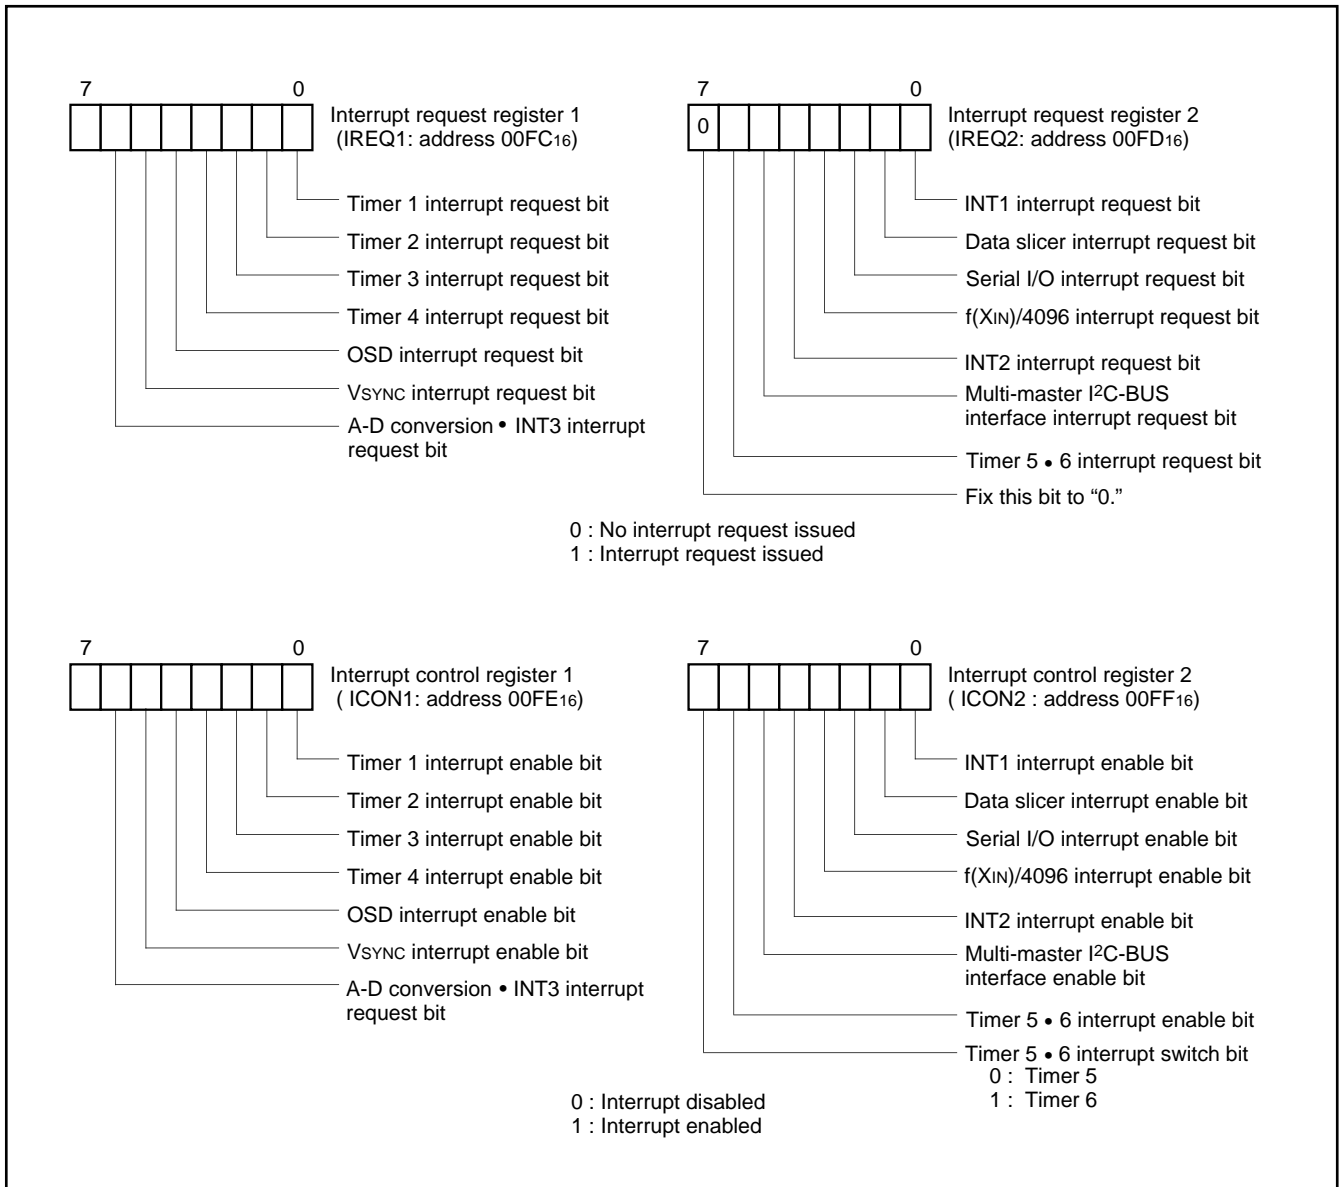 7 0
Interrupt request register 1
(IREQ1: address 00FC16)
Timer 1 interrupt request bit
Timer 2 interrupt request bit
Timer 3 interrupt request bit
Timer 4 interrupt request bit
OSD interrupt request bit
VSYNC interrupt request bit
A-D conversion • INT3 interrupt
request bit
7 0
0
Interrupt request register 2
(IREQ2: address 00FD16)
INT1 interrupt request bit
Data slicer interrupt request bit
Serial I/O interrupt request bit
f(XIN)/4096 interrupt request bit
INT2 interrupt request bit
Multi-master I2C-BUS
interface interrupt request bit
Timer 5 • 6 interrupt request bit
Fix this bit to “0.”
0 : No interrupt request issued
1 : Interrupt request issued
7 0
Interrupt control register 1
( ICON1: address 00FE16)
Timer 1 interrupt enable bit
Timer 2 interrupt enable bit
Timer 3 interrupt enable bit
Timer 4 interrupt enable bit
OSD interrupt enable bit
VSYNC interrupt enable bit
A-D conversion • INT3 interrupt
request bit
7 0
Interrupt control register 2
( ICON2 : address 00FF16)
INT1 interrupt enable bit
Data slicer interrupt enable bit
Serial I/O interrupt enable bit
f(XIN)/4096 interrupt enable bit
INT2 interrupt enable bit
Multi-master I2C-BUS
interface enable bit
Timer 5 • 6 interrupt enable bit
Timer 5 • 6 interrupt switch bit
0 : Timer 5
1 : Timer 6
0 : Interrupt disabled
1 : Interrupt enabled